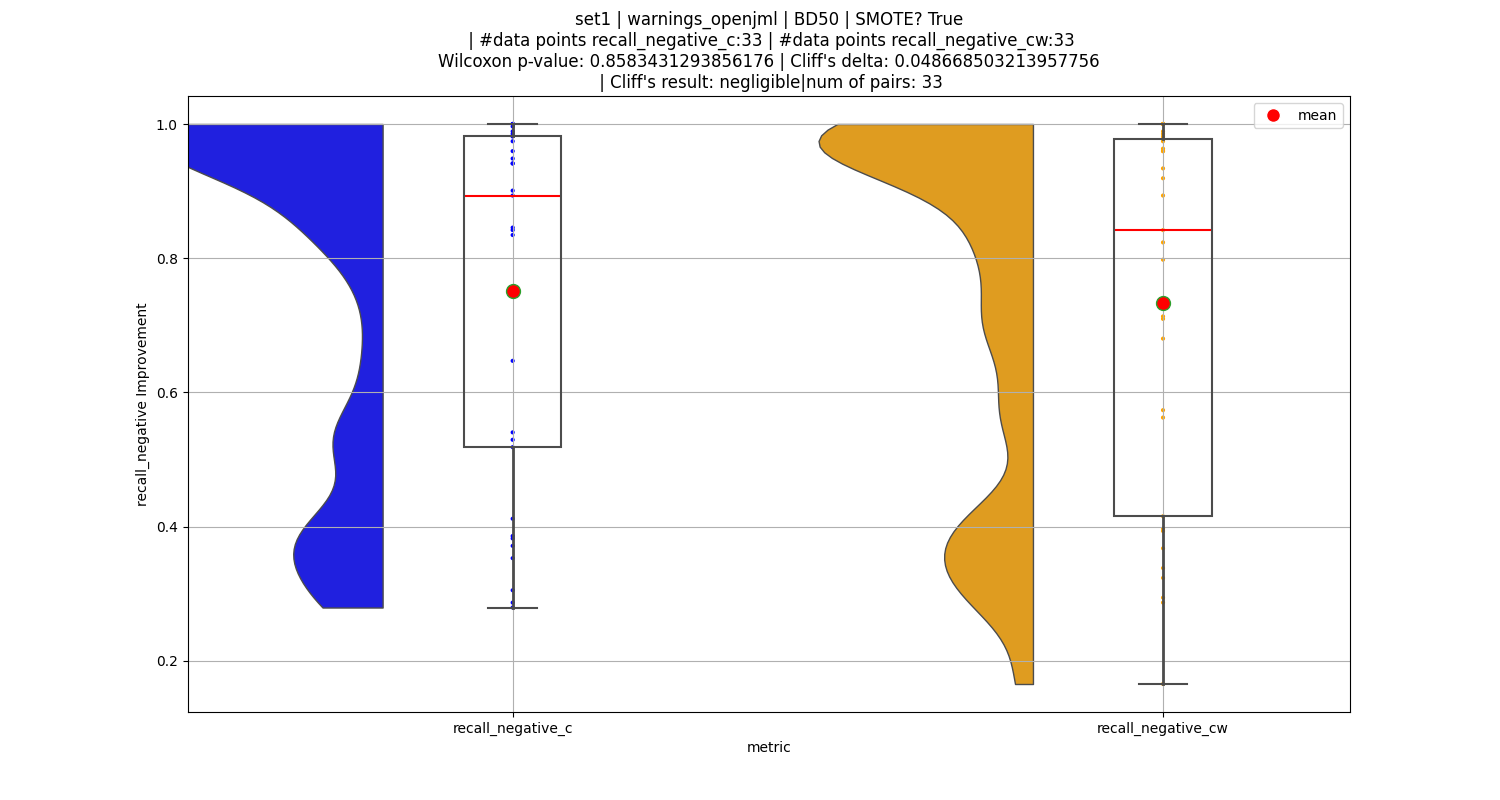 set1 | warnings_openjml | BD50 | SMOTE? True
| #data points recall_negative_c:33 | #data points recall_negative_cw:33
Wilcoxon p-value: 0.8583431293856176 | Cliff's delta: 0.048668503213957756
| Cliff's result: negligible|num of pairs: 33
mean
1.0
0.8
0.6
0.4
0.2
recall_negative Improvement
recall_negative_c
recall_negative_cw
metric